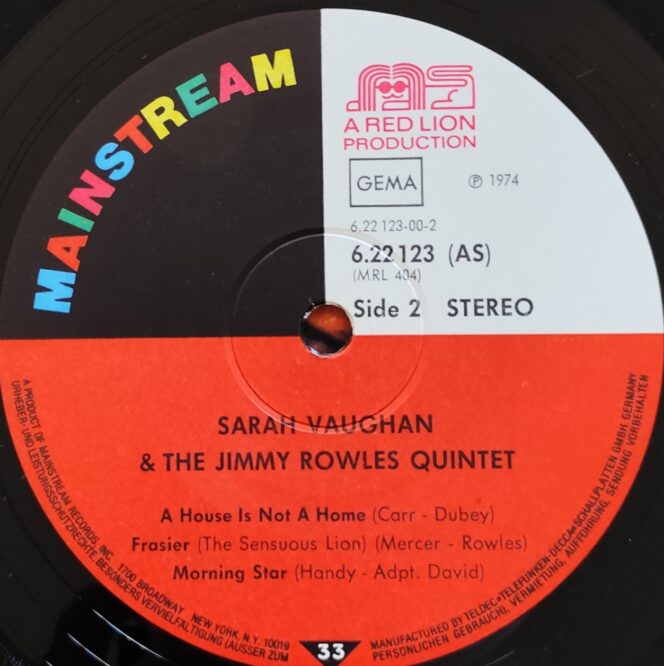 MAINSTREAM
A RED LION
PRODUCTION
GEMA
℗ 1974
6.22 123-00-2
6.22 123 (AS)
(MRL 404)
Side 2 STEREO
SARAH VAUGHAN
& THE JIMMY ROWLES QUINTET
A House Is Not A Home (Carr - Dubey)
Frasier (The Sensuous Lion) (Mercer - Rowles)
Morning Star (Handy - Adpt. David)
A PRODUCT OF MAINSTREAM RECORDS, INC. 1700 BROADWAY NEW YORK, N.Y. 10019
MANUFACTURED BY TELDEC »TELEFUNKEN-DECCA« SCHALLPLATTEN GMBH GERMANY
URHEBER- UND LEISTUNGSSCHUTZRECHTE, BESONDERS VERVIELFÄLTIGUNG (AUSSER ZUM
PERSÖNLICHEN GEBRAUCH), VERMIETUNG, AUFFÜHRUNG, SENDUNG VORBEHALTEN
33